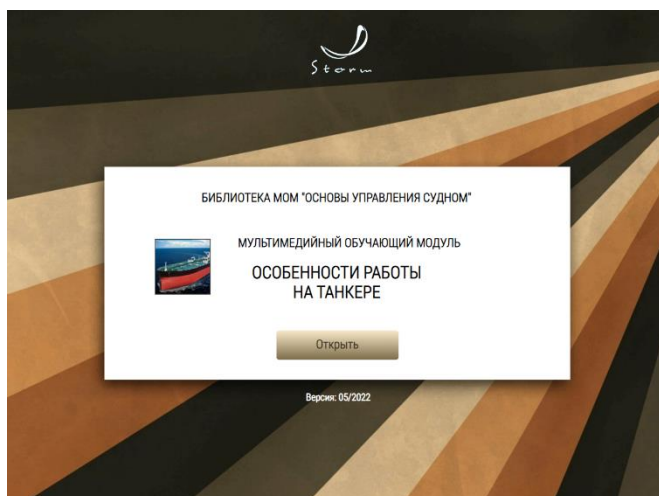 Storm
БИБЛИОТЕКА МОМ "ОСНОВЫ УПРАВЛЕНИЯ СУДНОМ"
МУЛЬТИМЕДИЙНЫЙ ОБУЧАЮЩИЙ МОДУЛЬ
ОСОБЕННОСТИ РАБОТЫ
НА ТАНКЕРЕ
Открыть
Версия: 05/2022